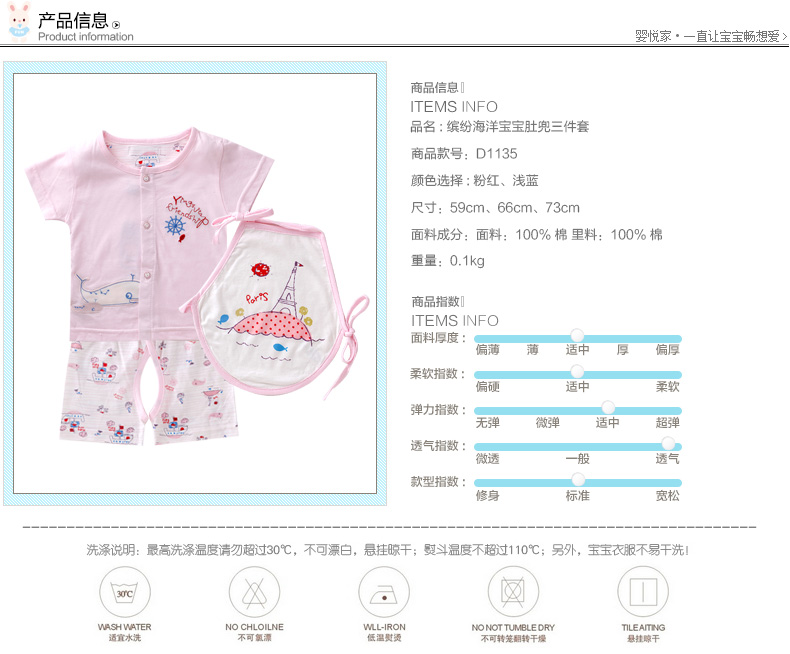 产品信息
Product information
婴悦家·一直让宝宝畅想爱>
商品信息
ITEMS INFO
品名：缤纷海洋宝宝肚兜三件套
商品款号：D1135
颜色选择：粉红、浅蓝
尺寸：59cm、66cm、73cm
面料成分：面料：100% 棉 里料：100% 棉
重量：0.1kg
商品指数
ITEMS INFO
面料厚度：
偏薄 薄 适中 厚 偏厚
柔软指数：
偏硬 适中 柔软
弹力指数：
无弹 微弹 适中 超弹
透气指数：
微透 一般 透气
款型指数：
修身 标准 宽松
Paris
洗涤说明：最高洗涤温度请勿超过30℃，不可漂白，悬挂晾干；熨斗温度不超过110℃；另外，宝宝衣服不易干洗！
30℃
WASH WATER
适宜水洗
NO CHLOILNE
不可氯漂
WLL-IRON
低温熨烫
NO NOT TUMBLE DRY
不可转笼翻转干燥
TILEAITING
悬挂晾干